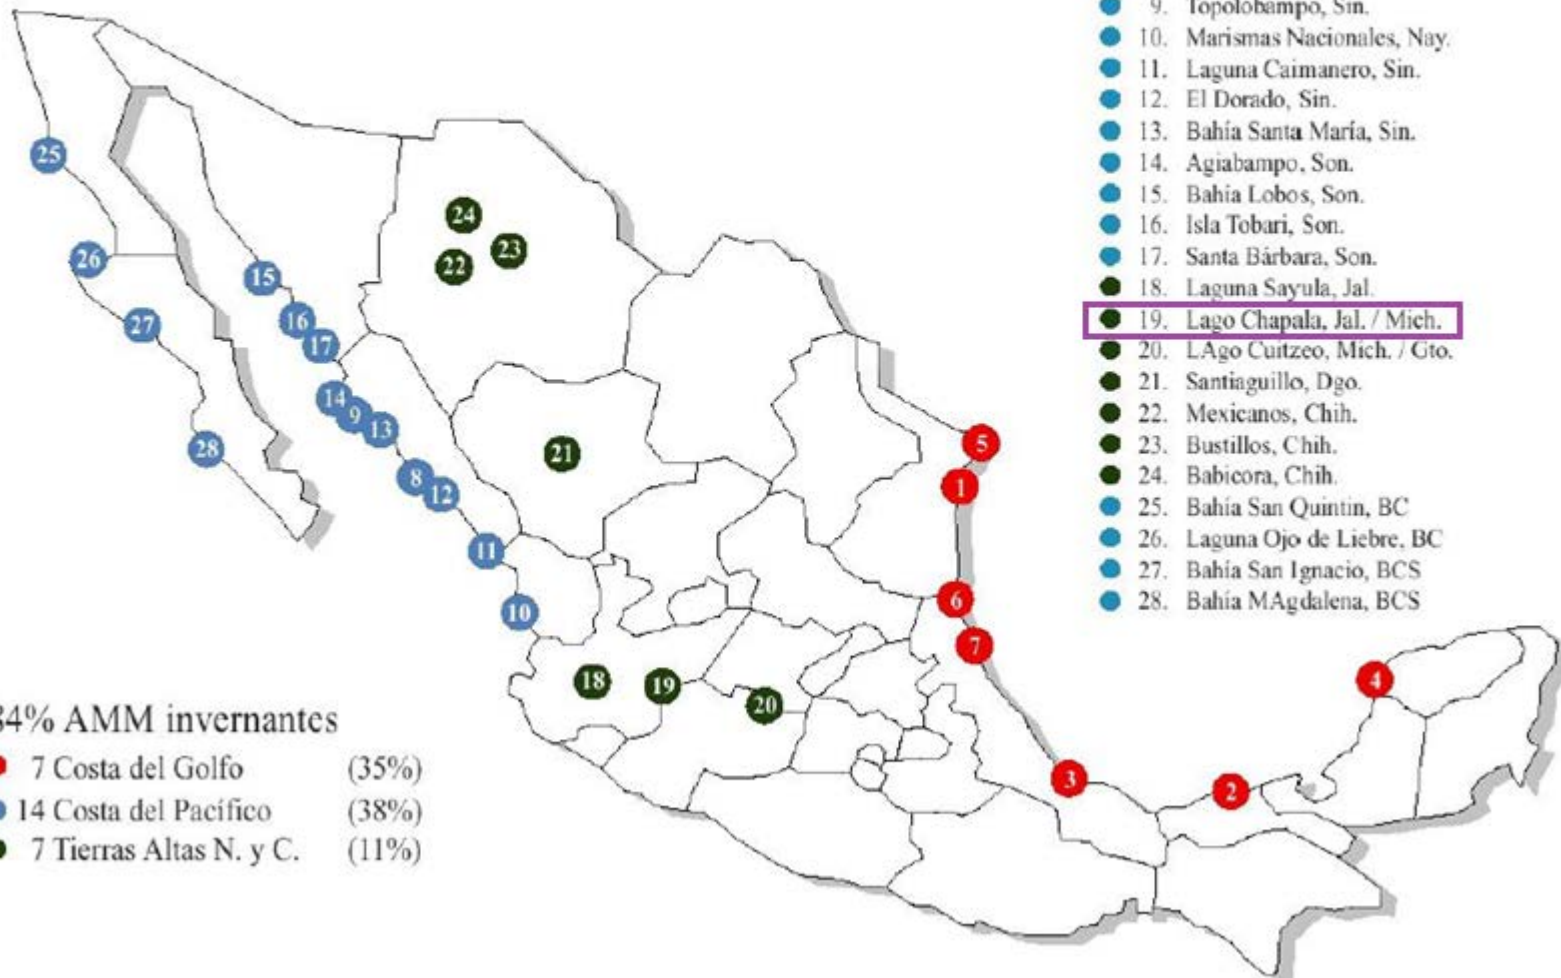 9. Topolobampo, Sin.
10. Marismas Nacionales, Nay.
11. Laguna Caimanero, Sin.
12. El Dorado, Sin.
13. Bahía Santa María, Sin.
14. Agiabampo, Son.
15. Bahía Lobos, Son.
16. Isla Tobari, Son.
17. Santa Bárbara, Son.
18. Laguna Sayula, Jal.
19. Lago Chapala, Jal. / Mich.
20. LAgo Cuitzeo, Mich. / Gto.
21. Santiaguillo, Dgo.
22. Mexicanos, Chih.
23. Bustillos, Chih.
24. Babicora, Chih.
25. Bahía San Quintin, BC
26. Laguna Ojo de Liebre, BC
27. Bahía San Ignacio, BCS
28. Bahía MAgdalena, BCS
25
24
23
22
26
15
27
16
17
14
9
13
28
21
5
8
12
1
11
6
10
7
18
19
20
4
3
2
84% AMM invernantes
7 Costa del Golfo (35%)
14 Costa del Pacífico (38%)
7 Tierras Altas N. y C. (11%)